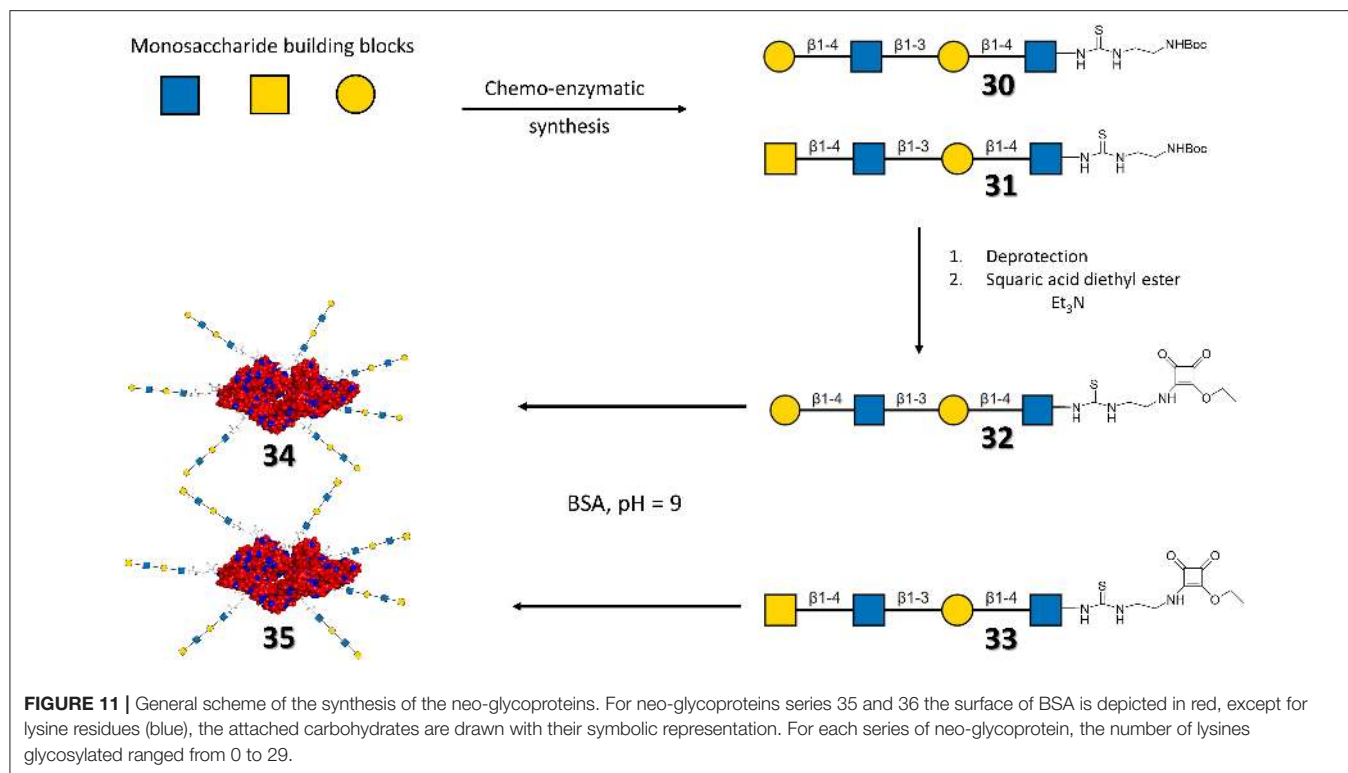 Monosaccharide building blocks
Chemo-enzymatic
synthesis
β1-4 β1-3 β1-4
S
N
H
N
H
NHBoc
30
β1-4 β1-3 β1-4
S
N
H
N
H
NHBoc
31
1. Deprotection
2. Squaric acid diethyl ester
Et₃N
34
β1-4 β1-3 β1-4
S
NH
N
H
NH
O
O
O
32
BSA, pH = 9
35
β1-4 β1-3 β1-4
S
N
H
N
H
NH
O
O
O
33
FIGURE 11 | General scheme of the synthesis of the neo-glycoproteins. For neo-glycoproteins series 35 and 36 the surface of BSA is depicted in red, except for
lysine residues (blue), the attached carbohydrates are drawn with their symbolic representation. For each series of neo-glycoprotein, the number of lysines
glycosylated ranged from 0 to 29.